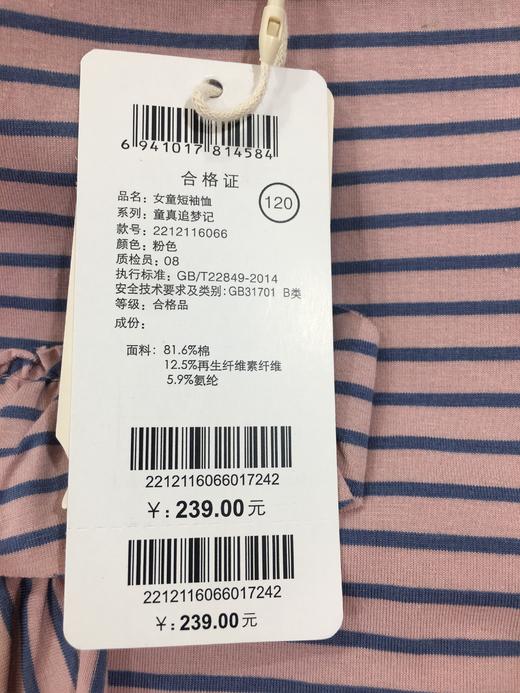 6 941017 814584
合格证
品名: 女童短袖恤
120
系列: 童真追梦记
款号: 2212116066
颜色: 粉色
质检员: 08
执行标准: GB/T22849-2014
安全技术要求及类别: GB31701 B类
等级: 合格品
成份:
面料: 81.6%棉
12.5%再生纤维素纤维
5.9%氨纶
2212116066017242
¥: 239.00元
2212116066017242
¥: 239.00元